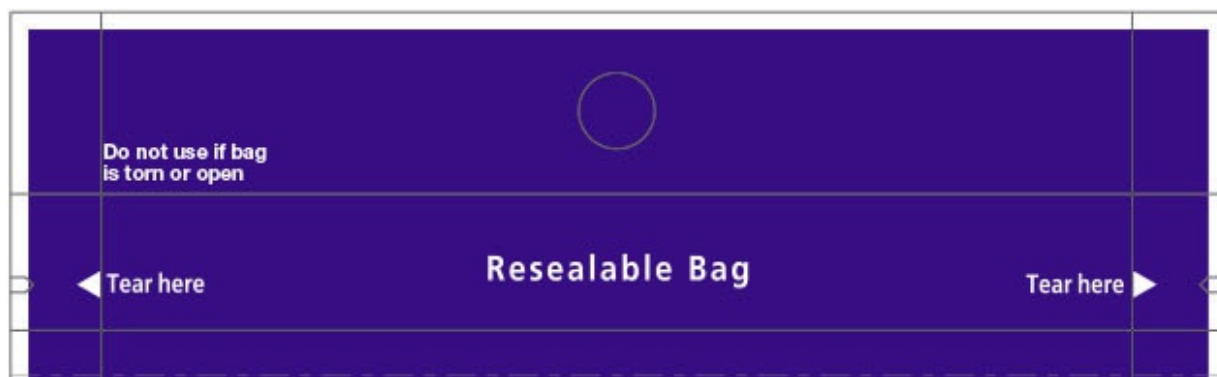 Do not use if bag
is torn or open
Resealable Bag
Tear here
Tear here